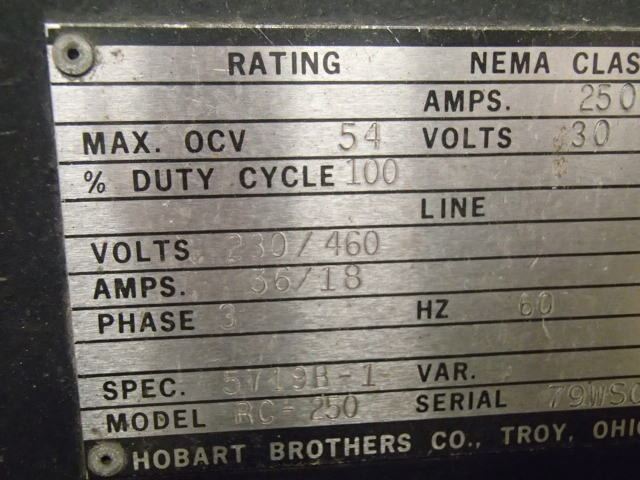 RATING NEMA CLAS
AMPS. 250
MAX. OCV 54 VOLTS 30
% DUTY CYCLE 100
LINE
VOLTS 230/460
AMPS. 36/18
PHASE 3 HZ 60
SPEC. 5719B-1 VAR.
MODEL RC-250 SERIAL 79WS
HOBART BROTHERS CO., TROY, OHIO